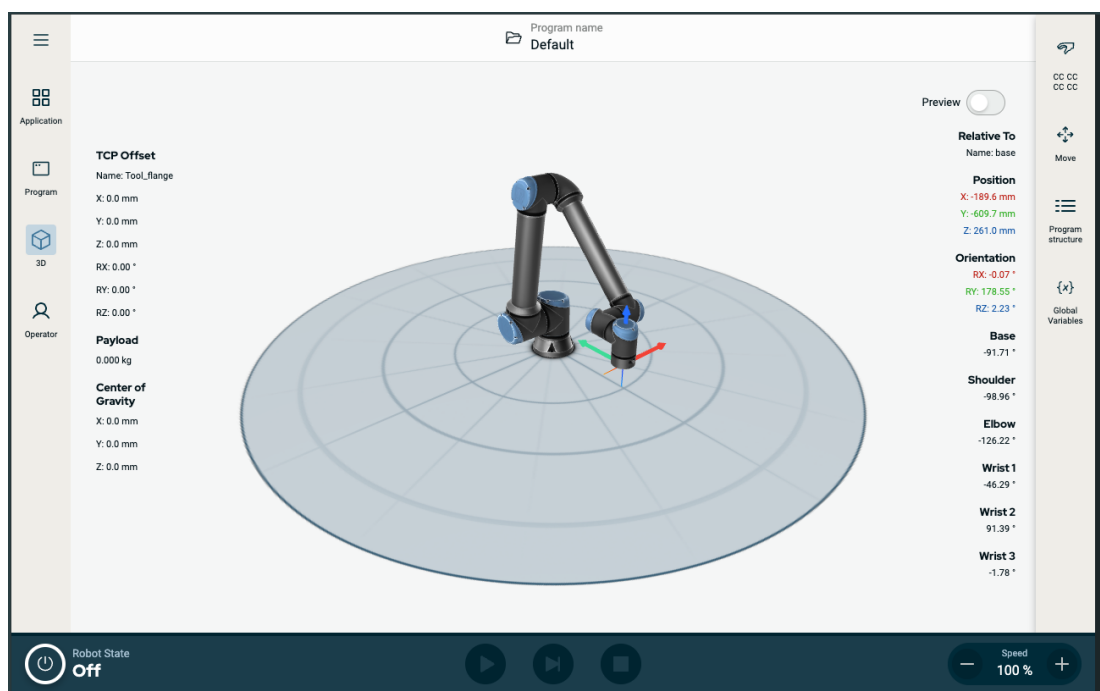 Program name
Default
Application
Program
3D
Operator
TCP Offset
Name: Tool_flange
X: 0.0 mm
Y: 0.0 mm
Z: 0.0 mm
RX: 0.00 °
RY: 0.00 °
RZ: 0.00 °
Payload
0.000 kg
Center of
Gravity
X: 0.0 mm
Y: 0.0 mm
Z: 0.0 mm
Preview
Relative To
Name: base
Position
X: -189.6 mm
Y: -609.7 mm
Z: 261.0 mm
Orientation
RX: -0.07 °
RY: 178.55 °
RZ: 2.23 °
Base
-91.71 °
Shoulder
-98.96 °
Elbow
-126.22 °
Wrist 1
-46.29 °
Wrist 2
91.39 °
Wrist 3
-1.78 °
CC CC
CC CC
Move
Program
structure
{x}
Global
Variables
Robot State
Off
Speed
100 %